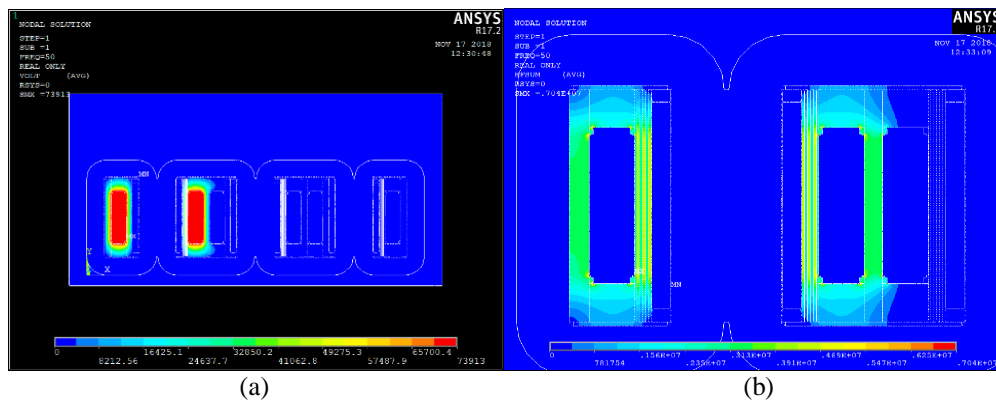 1
NODAL SOLUTION
STEP=1
SUB =1
FREQ=50
REAL ONLY
VOLT (AVG)
RSYS=0
SMX =73913
ANSYS
R17.2
NOV 17 2018
12:30:48
MN
MX
Y
X
0
8212.56
16425.1
24637.7
32850.2
41062.8
49275.3
57487.9
65700.4
73913
(a)
NODAL SOLUTION
STEP=1
SUB =1
FREQ=50
REAL ONLY
RSYS=0
SMX =.704E+07
ANSYS
R17.2
NOV 17 2018
12:33:09
MX
MN
0
781754
.156E+07
.235E+07
.313E+07
.391E+07
.469E+07
.547E+07
.625E+07
.704E+07
(b)